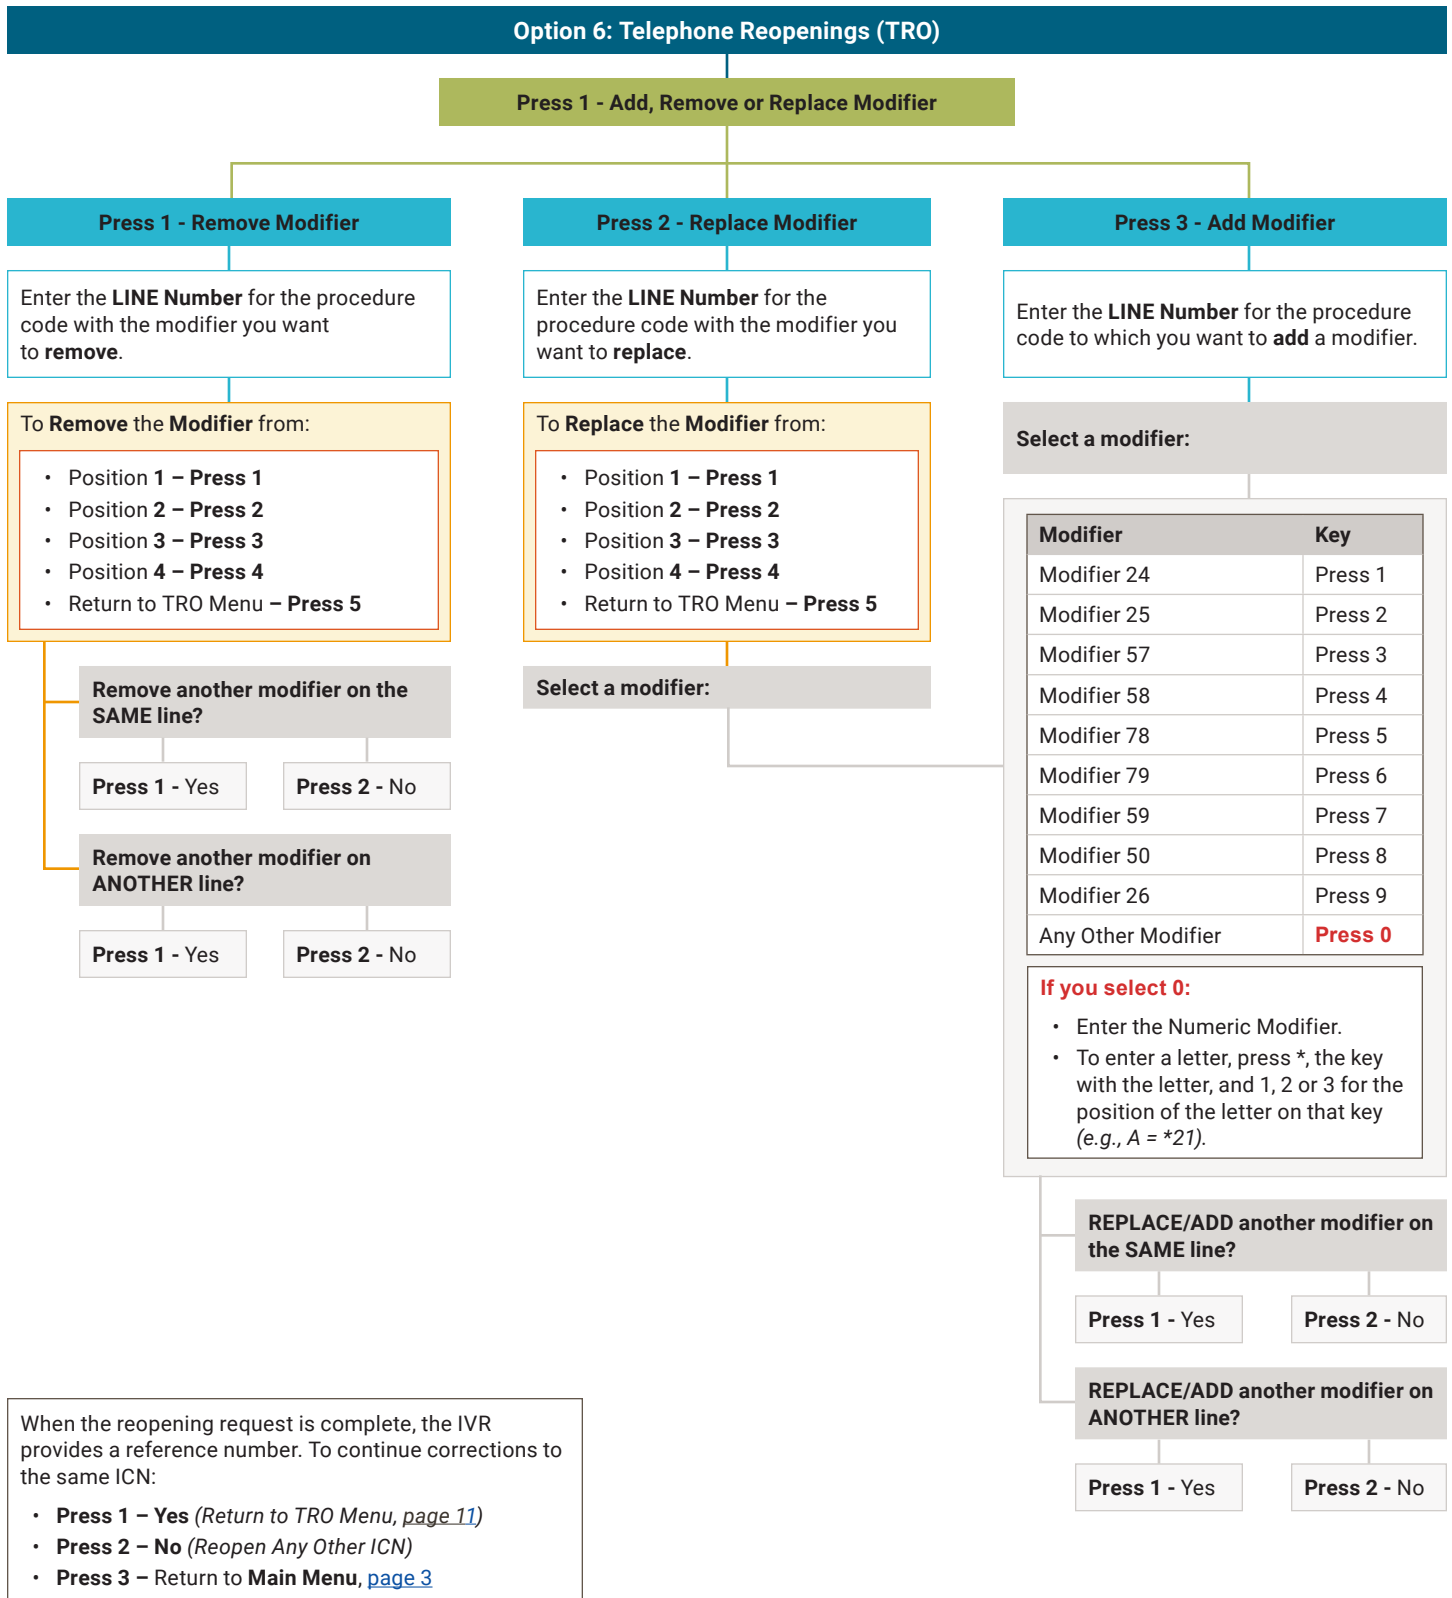 Option 6: Telephone Reopenings (TRO)
Press 1 - Add, Remove or Replace Modifier
Press 1 - Remove Modifier
Enter the LINE Number for the procedure
code with the modifier you want
to remove.
To Remove the Modifier from:
• Position 1 – Press 1
• Position 2 – Press 2
• Position 3 – Press 3
• Position 4 – Press 4
• Return to TRO Menu – Press 5
Remove another modifier on the
SAME line?
Press 1 - Yes
Press 2 - No
Remove another modifier on
ANOTHER line?
Press 1 - Yes
Press 2 - No
Press 2 - Replace Modifier
Enter the LINE Number for the
procedure code with the modifier you
want to replace.
To Replace the Modifier from:
• Position 1 – Press 1
• Position 2 – Press 2
• Position 3 – Press 3
• Position 4 – Press 4
• Return to TRO Menu – Press 5
Select a modifier:
Press 3 - Add Modifier
Enter the LINE Number for the procedure
code to which you want to add a modifier.
Select a modifier:
Modifier Key
Modifier 24 Press 1
Modifier 25 Press 2
Modifier 57 Press 3
Modifier 58 Press 4
Modifier 78 Press 5
Modifier 79 Press 6
Modifier 59 Press 7
Modifier 50 Press 8
Modifier 26 Press 9
Any Other Modifier Press 0
If you select 0:
• Enter the Numeric Modifier.
• To enter a letter, press *, the key
with the letter, and 1, 2 or 3 for the
position of the letter on that key
(e.g., A = *21).
REPLACE/ADD another modifier on
the SAME line?
Press 1 - Yes
Press 2 - No
REPLACE/ADD another modifier on
ANOTHER line?
Press 1 - Yes
Press 2 - No
When the reopening request is complete, the IVR
provides a reference number. To continue corrections to
the same ICN:
• Press 1 – Yes (Return to TRO Menu, page 11)
• Press 2 – No (Reopen Any Other ICN)
• Press 3 – Return to Main Menu, page 3